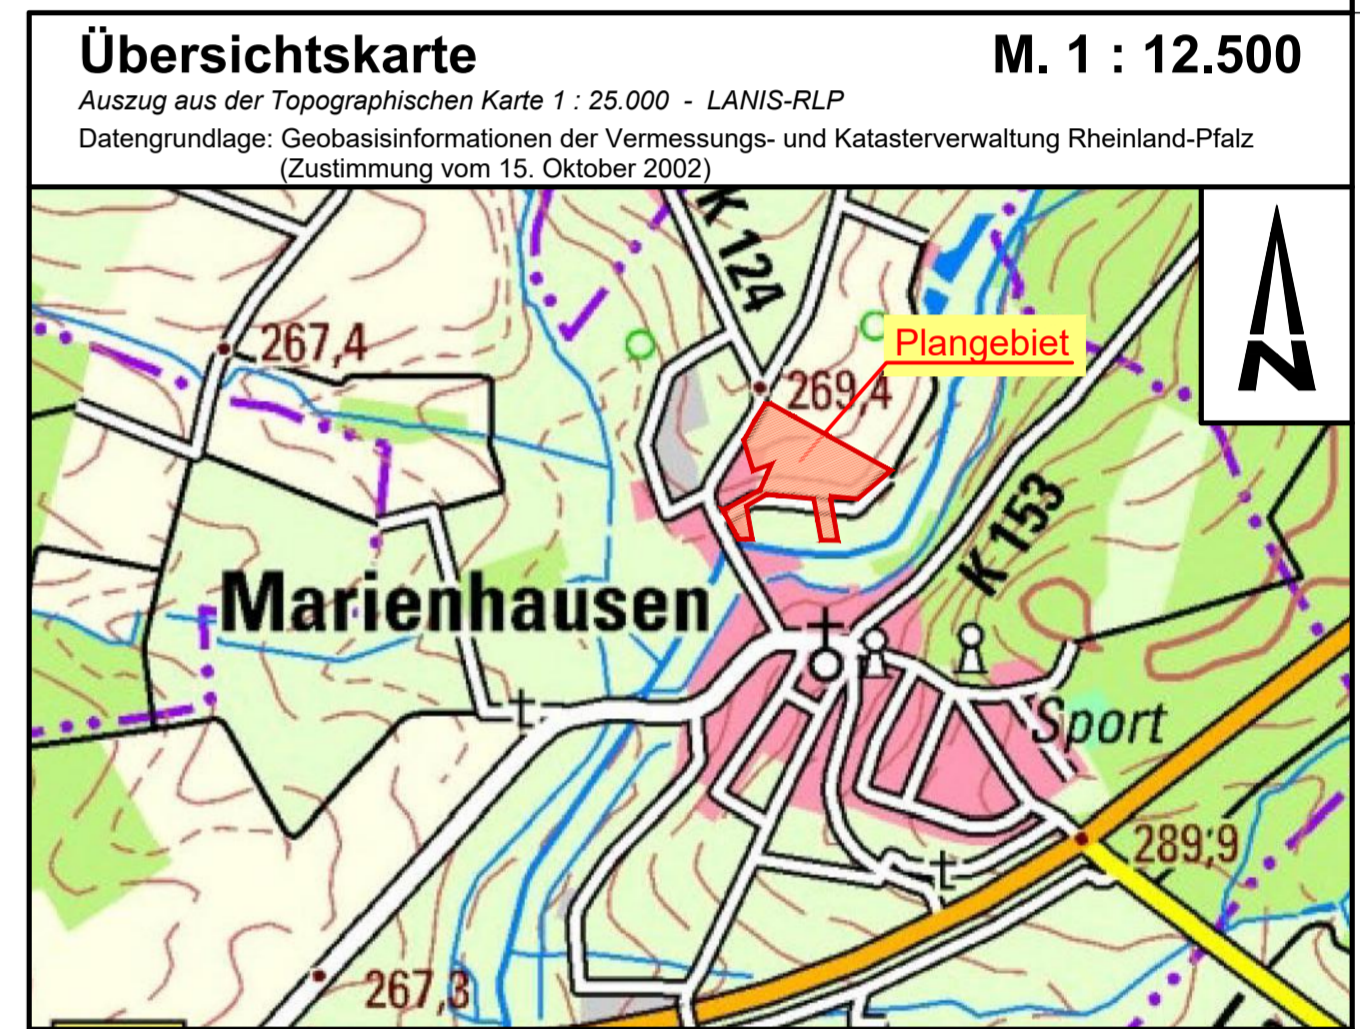 Übersichtskarte
M. 1 : 12.500
Auszug aus der Topographischen Karte 1 : 25.000 - LANIS-RLP
Datengrundlage: Geobasisinformationen der Vermessungs- und Katasterverwaltung Rheinland-Pfalz
(Zustimmung vom 15. Oktober 2002)
K 124
N
267,4
Plangebiet
269,4
K 153
Marienhausen
Sport
289,9
267,3